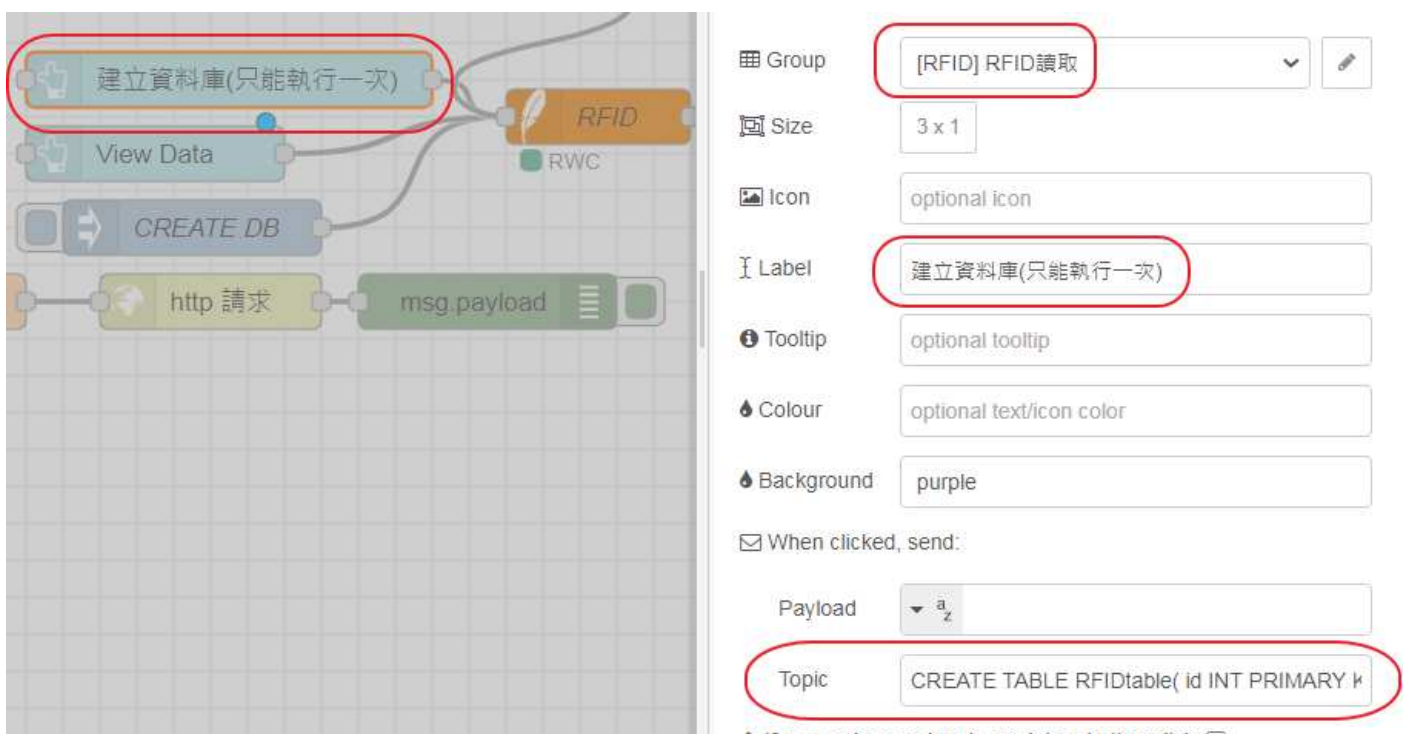 建立資料庫(只能執行一次)
View Data
RFID
RWC
CREATE DB
http 請求
msg.payload
Group
[RFID] RFID讀取
Size
3 x 1
Icon
optional icon
Label
建立資料庫(只能執行一次)
Tooltip
optional tooltip
Colour
optional text/icon color
Background
purple
When clicked, send:
Payload
a z
Topic
CREATE TABLE RFIDtable( id INT PRIMARY K